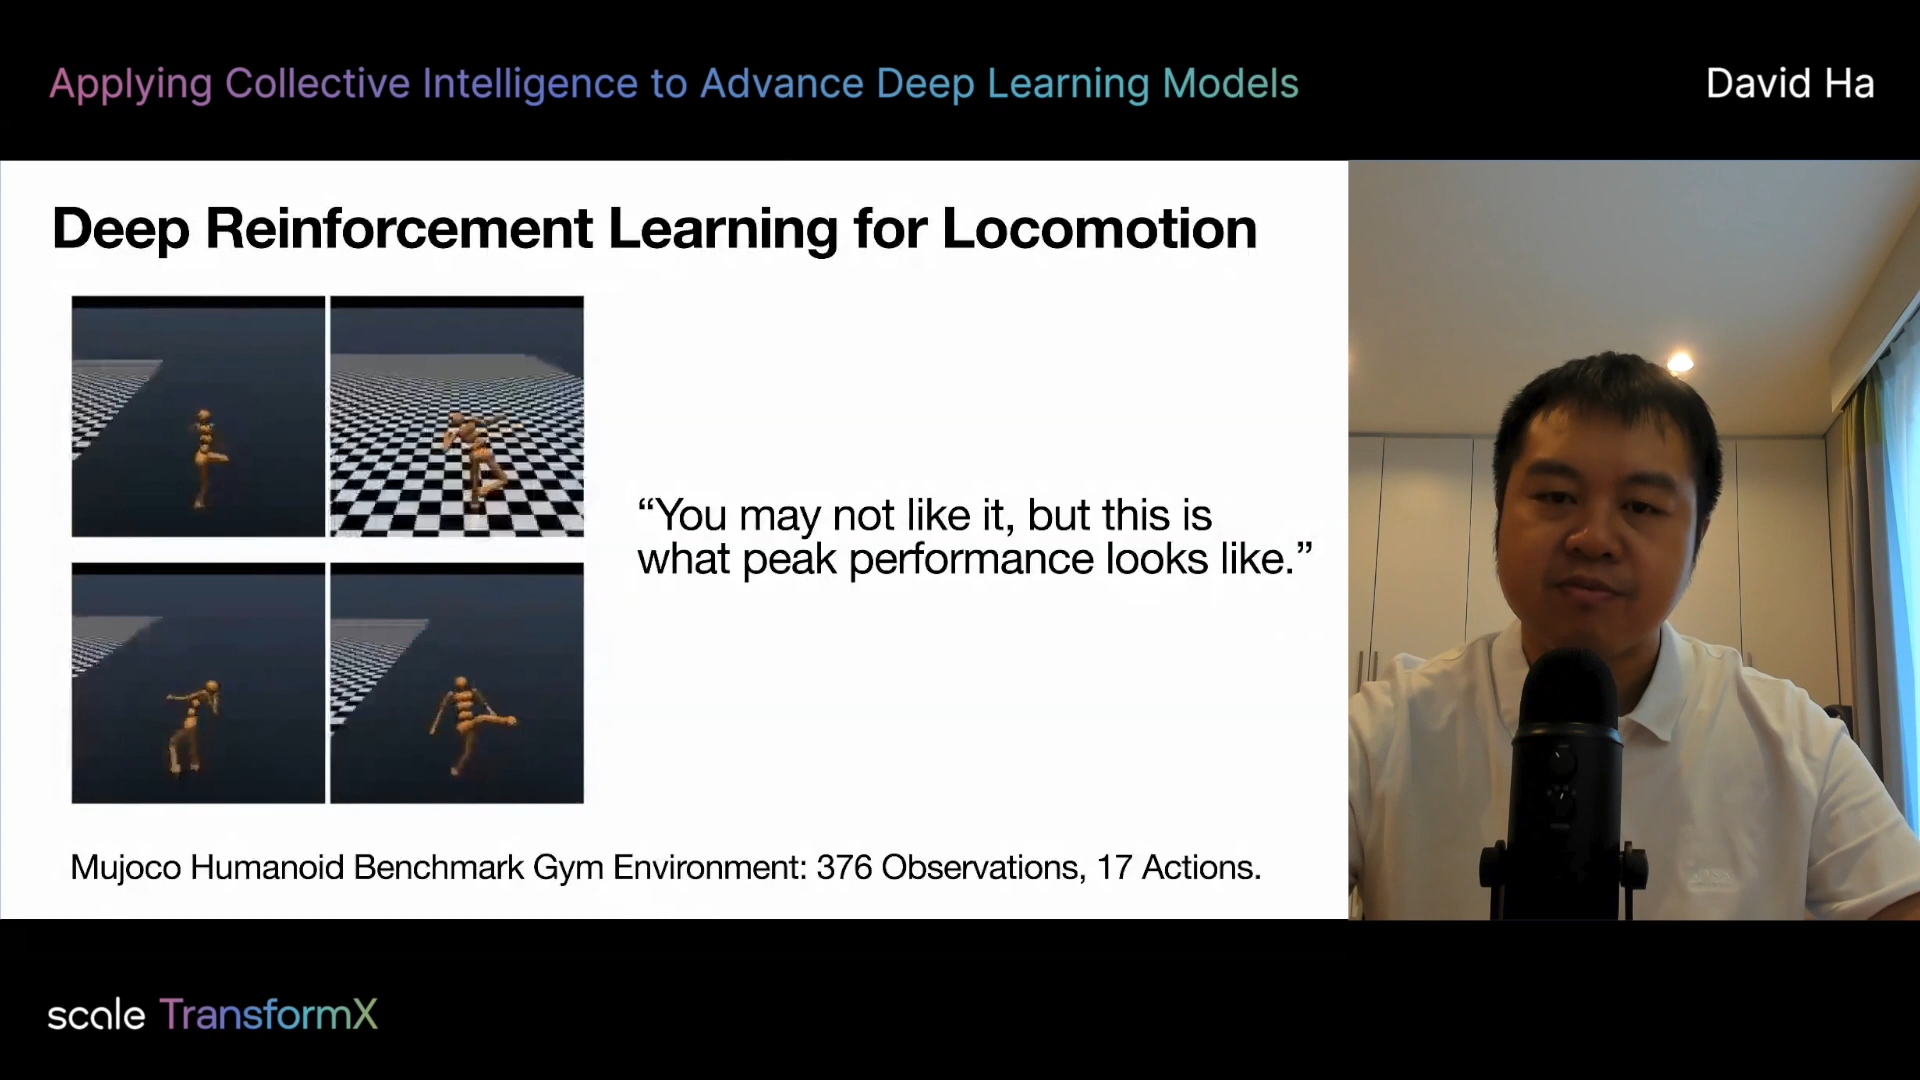 Applying Collective Intelligence to Advance Deep Learning Models
David Ha
Deep Reinforcement Learning for Locomotion
“You may not like it, but this is
what peak performance looks like.”
Mujoco Humanoid Benchmark Gym Environment: 376 Observations, 17 Actions.
scale TransformX